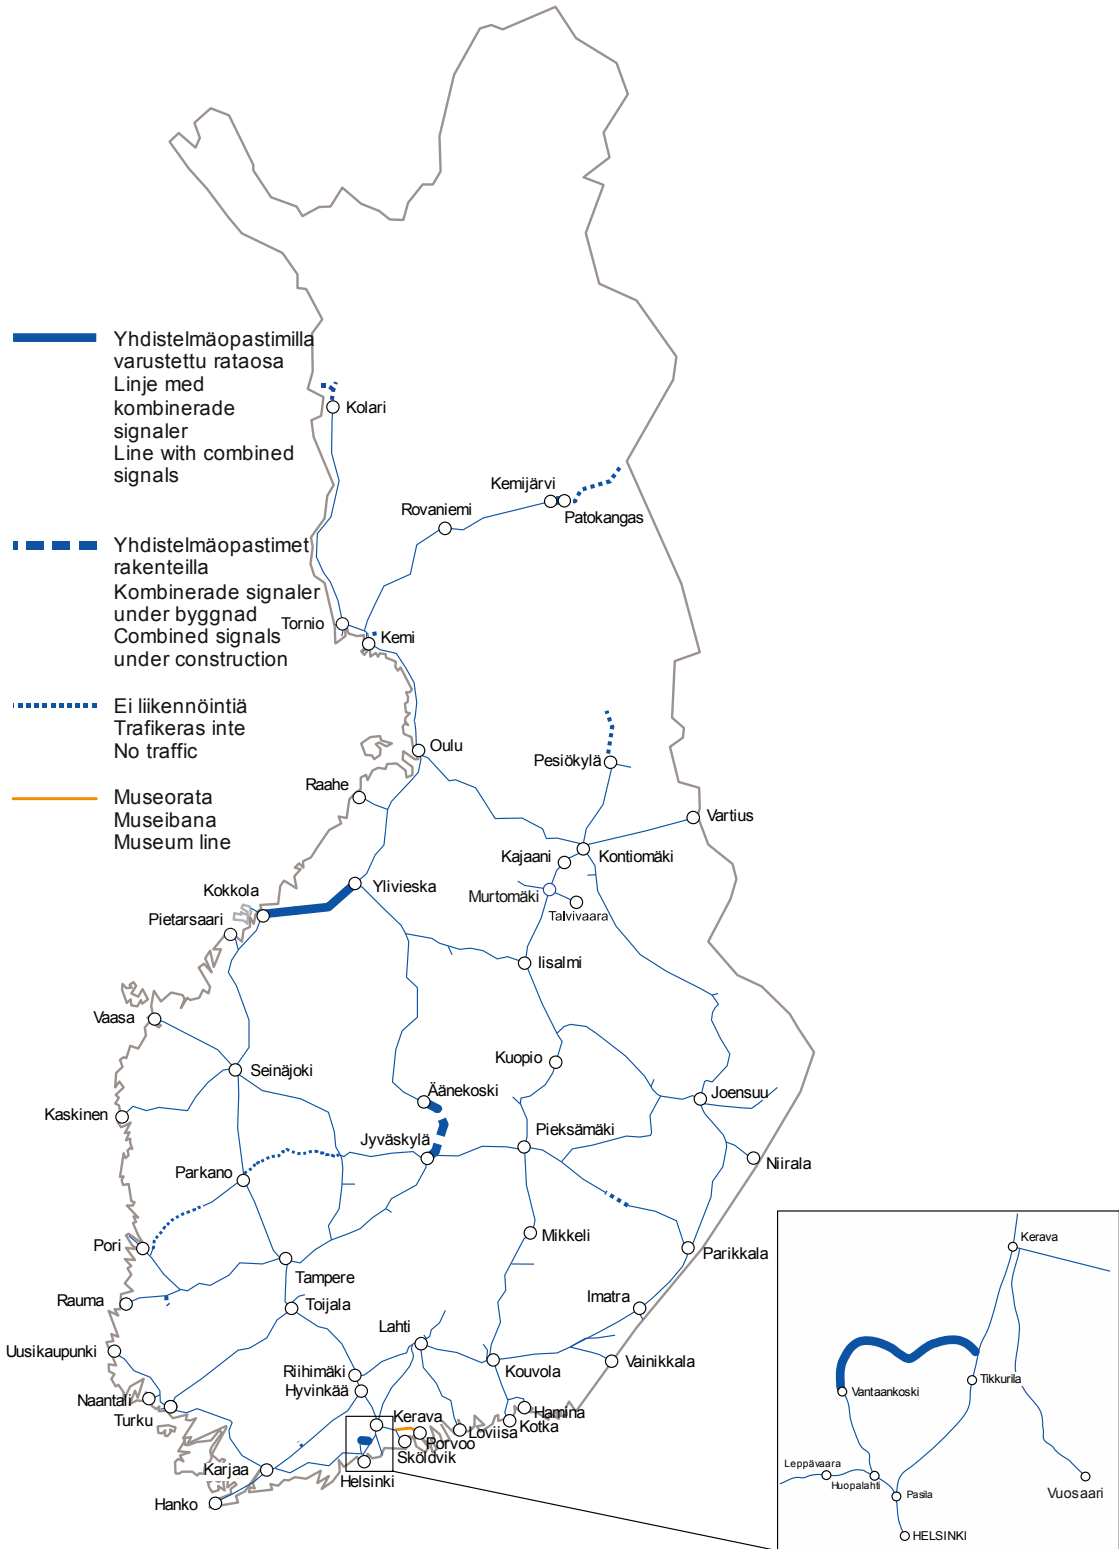 Yhdistelmäopastimilla
varustettu rataosa
Linje med
kombinerade
signaler
Line with combined
signals
Yhdistelmäopastimet
rakenteilla
Kombinerade signaler
under byggnad
Combined signals
under construction
Ei liikennöintiä
Trafikeras inte
No traffic
Museorata
Museibana
Museum line
Kolari
Kemijärvi
Patokangas
Rovaniemi
Tornio
Kemi
Oulu
Pesiökylä
Raahe
Vartius
Kajaani
Kontiomäki
Ylivieska
Kokkola
Murtomäki
Talvivaara
Pietarsaari
Iisalmi
Vaasa
Kuopio
Seinäjoki
Äänekoski
Joensuu
Kaskinen
Jyväskylä
Pieksämäki
Niirala
Parkano
Mikkeli
Pori
Parikkala
Tampere
Rauma
Toijala
Imatra
Lahti
Uusikaupunki
Kouvola
Vainikkala
Riihimäki
Hyvinkää
Naantali
Turku
Hamina
Kotka
Kerava
Loviisa
Porvoo
Sköldvik
Karjaa
Helsinki
Hanko
Kerava
Tikkurila
Vantaankoski
Leppävaara
Huopalahti
Pasila
Vuosaari
HELSINKI